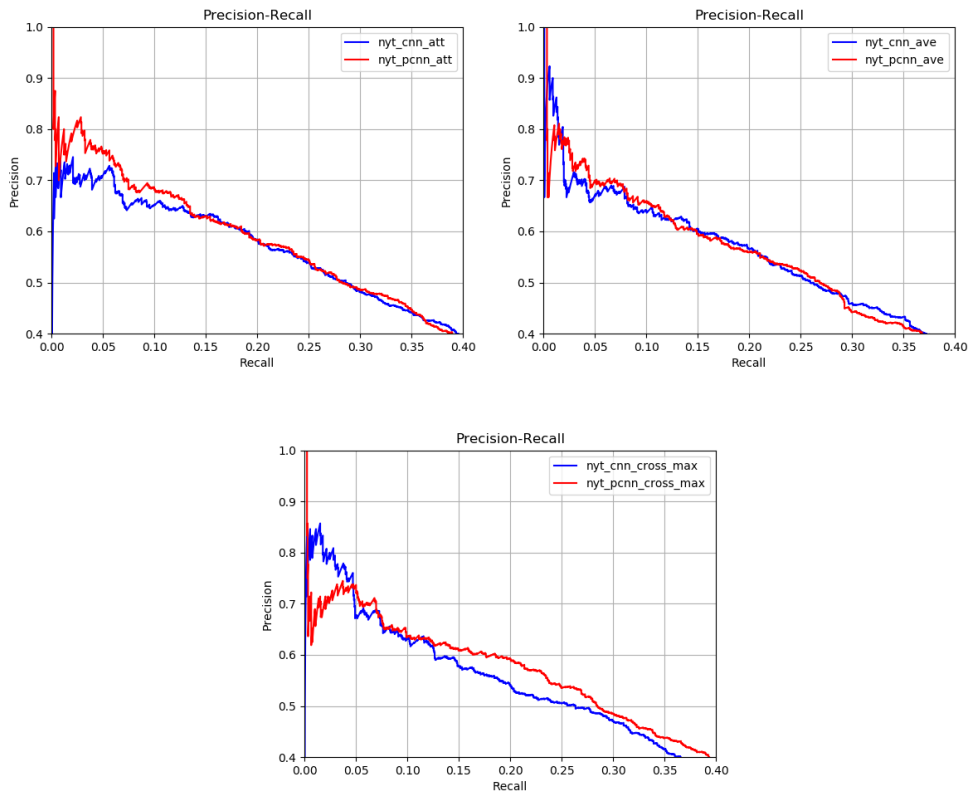 Precision-Recall
1.0
0.9
0.8
0.7
0.6
0.5
0.4
Precision
nyt_cnn_att
nyt_pcnn_att
0.00 0.05 0.10 0.15 0.20 0.25 0.30 0.35 0.40
Recall
Precision-Recall
1.0
0.9
0.8
0.7
0.6
0.5
0.4
Precision
nyt_cnn_ave
nyt_pcnn_ave
0.00 0.05 0.10 0.15 0.20 0.25 0.30 0.35 0.40
Recall
Precision-Recall
1.0
0.9
0.8
0.7
0.6
0.5
0.4
Precision
nyt_cnn_cross_max
nyt_pcnn_cross_max
0.00 0.05 0.10 0.15 0.20 0.25 0.30 0.35 0.40
Recall